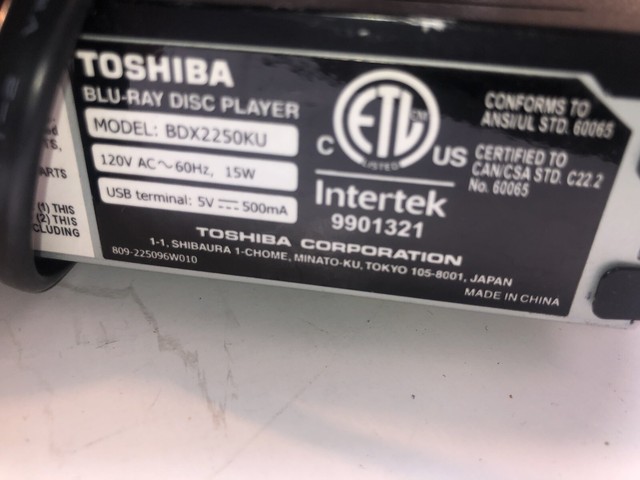 TOSHIBA
BLU-RAY DISC PLAYER
MODEL: BDX2250KU
120V AC～60Hz, 15W
USB terminal: 5V ⎓ 500mA
C ETL CM US
LISTED
Intertek
9901321
CONFORMS TO
ANSI/UL STD. 60065
CERTIFIED TO
CAN/CSA STD. C22.2
No. 60065
TOSHIBA CORPORATION
1-1, SHIBAURA 1-CHOME, MINATO-KU, TOKYO 105-8001, JAPAN
809-225096W010
MADE IN CHINA
ARTS
(1) THIS
(2) THIS
CLUDING